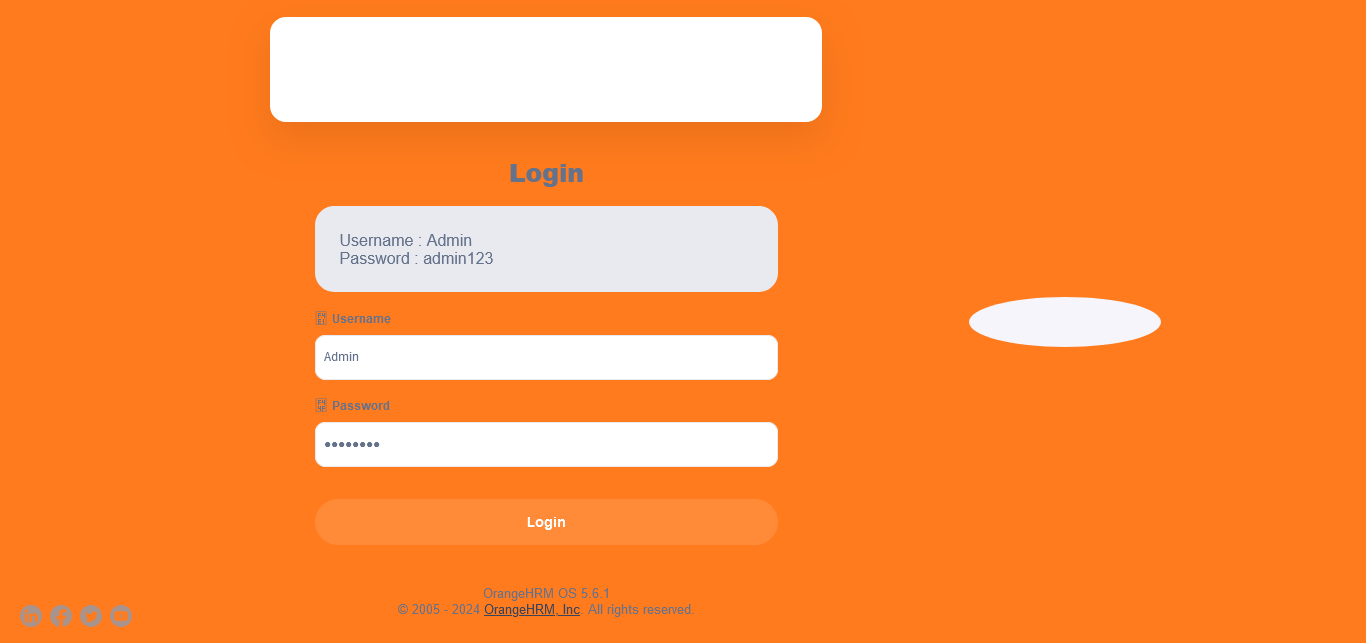 Login
Username : Admin
Password : admin123
Username
Admin
Password
Login
OrangeHRM OS 5.6.1
© 2005 - 2024 OrangeHRM, Inc. All rights reserved.